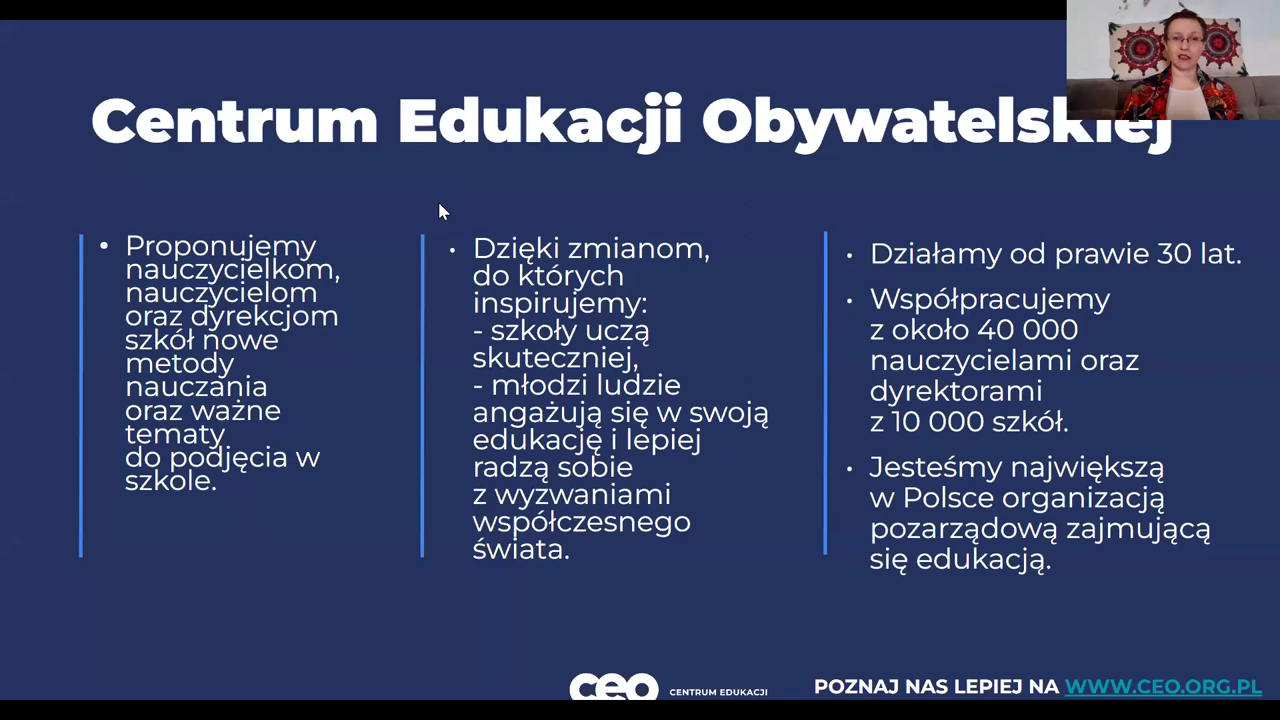 Centrum Edukacji Obywatelskiej
• Proponujemy
nauczycielkom,
nauczycielom
oraz dyrekcjom
szkół nowe
metody
nauczania
oraz ważne
tematy
do podjęcia w
szkole.
• Dzięki zmianom,
do których
inspirujemy:
- szkoły uczą
skuteczniej,
- młodzi ludzie
angażują się w swoją
edukację i lepiej
radzą sobie
z wyzwaniami
współczesnego
świata.
• Działamy od prawie 30 lat.
• Współpracujemy
z około 40 000
nauczycielami oraz
dyrektorami
z 10 000 szkół.
• Jesteśmy największą
w Polsce organizacją
pozarządową zajmującą
się edukacją.
ceo CENTRUM EDUKACJI
POZNAJ NAS LEPIEJ NA WWW.CEO.ORG.PL